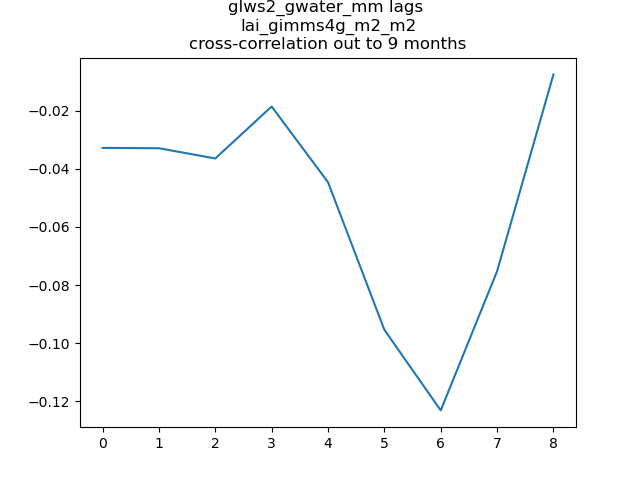 glws2_gwater_mm lags
lai_gimms4g_m2_m2
cross-correlation out to 9 months
−0.02
−0.04
−0.06
−0.08
−0.10
−0.12
0 1 2 3 4 5 6 7 8